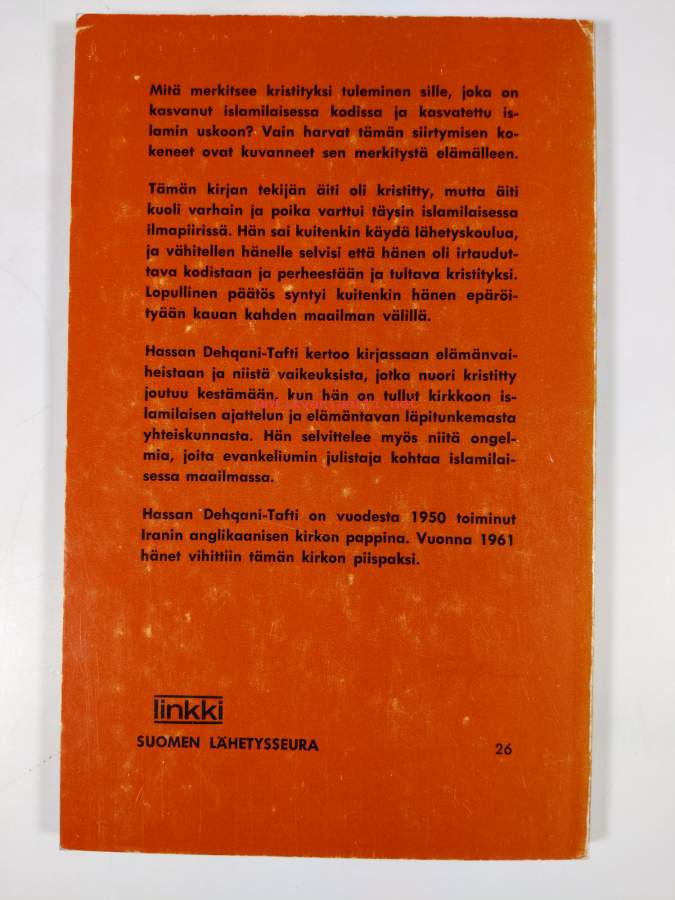 Mitä merkitsee kristityksi tuleminen sille, joka on
kasvanut islamilaisessa kodissa ja kasvatettu is-
lamin uskoon? Vain harvat tämän siirtymisen ko-
keneet ovat kuvanneet sen merkitystä elämälleen.
Tämän kirjan tekijän äiti oli kristitty, mutta äiti
kuoli varhain ja poika varttui täysin islamilaisessa
ilmapiirissä. Hän sai kuitenkin käydä lähetyskoulua,
ja vähitellen hänelle selvisi että hänen oli irtaudut-
tava kodistaan ja perheestään ja tultava kristityksi.
Lopullinen päätös syntyi kuitenkin hänen epäröi-
tyään kauan kahden maailman välillä.
Hassan Dehqani-Tafti kertoo kirjassaan elämänvai-
heistaan ja niistä vaikeuksista, jotka nuori kristitty
joutuu kestämään, kun hän on tullut kirkkoon is-
lamilaisen ajattelun ja elämäntavan läpitunkemasta
yhteiskunnasta. Hän selvittelee myös niitä ongel-
mia, joita evankeliumin julistaja kohtaa islamilai-
sessa maailmassa.
Hassan Dehqani-Tafti on vuodesta 1950 toiminut
Iranin anglikaanisen kirkon pappina. Vuonna 1961
hänet vihittiin tämän kirkon piispaksi.
linkki
SUOMEN LÄHETYSSEURA
26